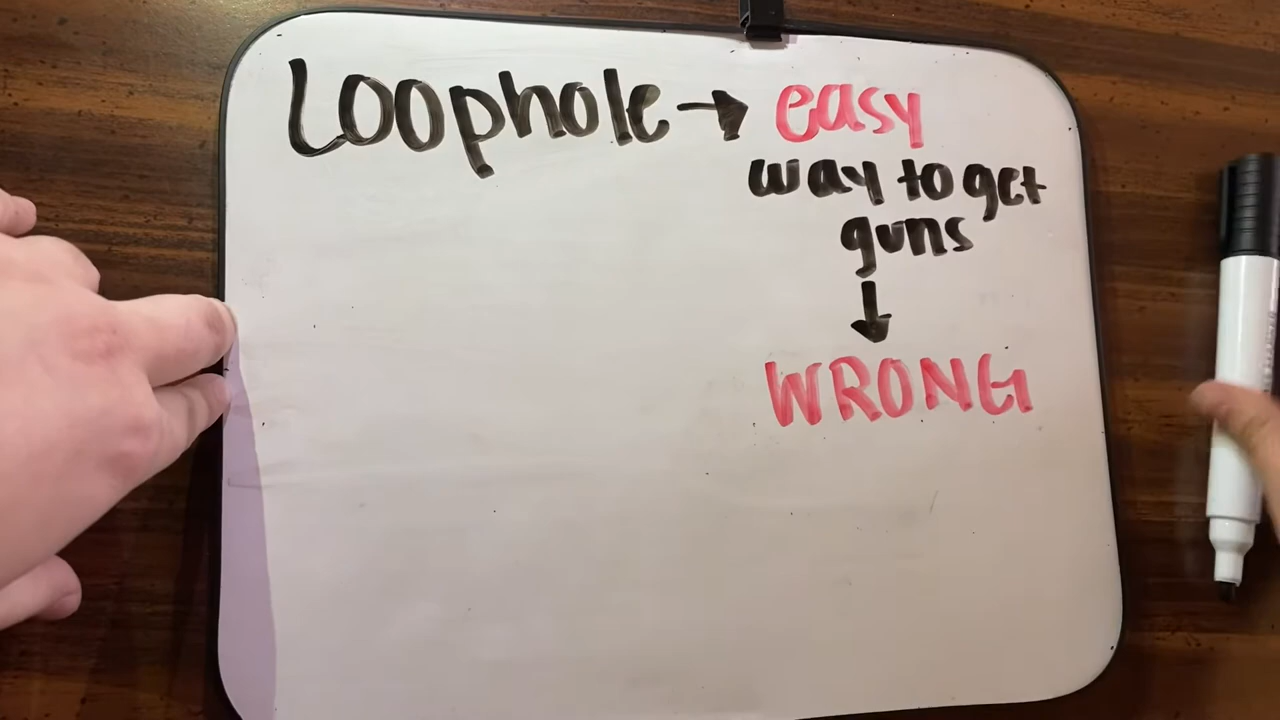 Loophole → easy
way to get
guns
↓
WRONG